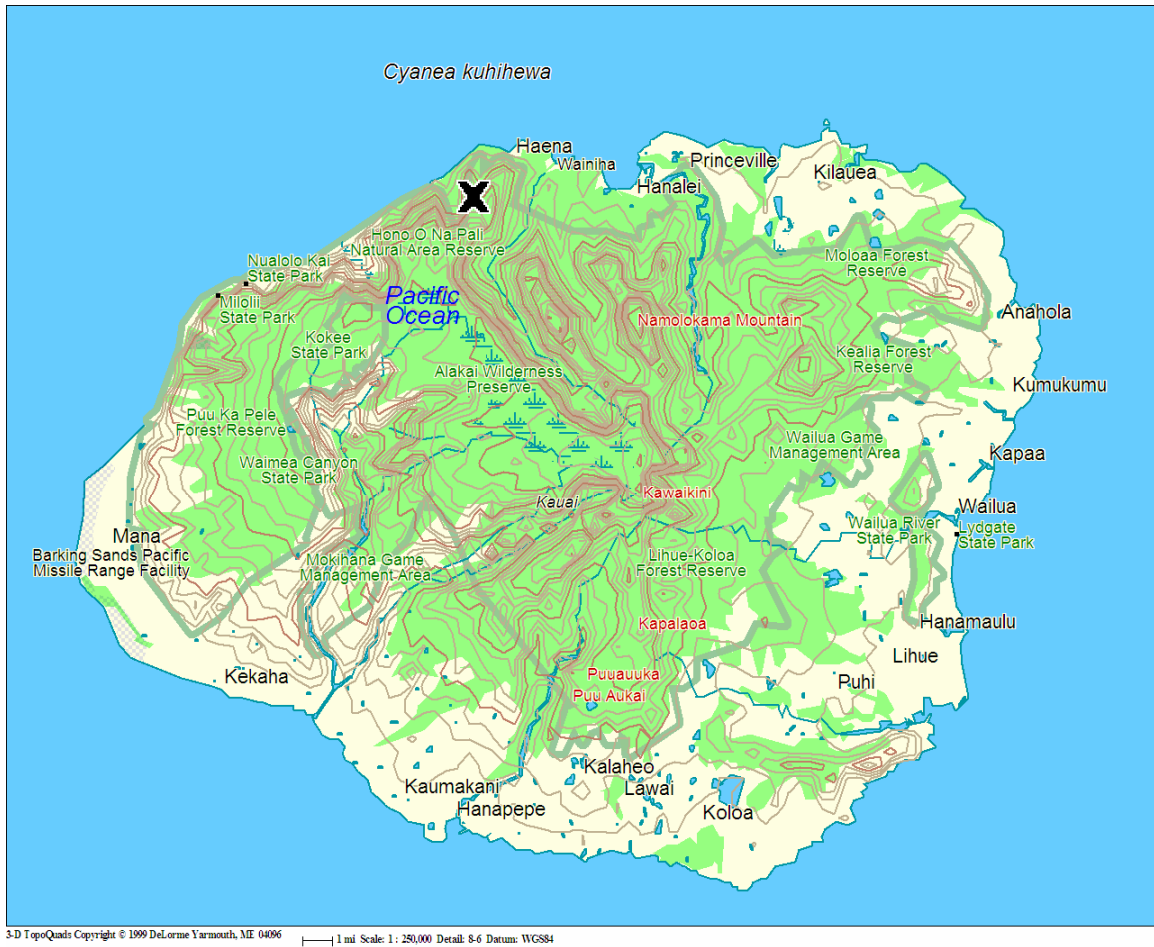 Cyanea kuhihewa
Haena
Wainiha
Princeville
Hanalei
Kilauea
X
Hono O Na Pali
Natural Area Reserve
Nualolo Kai
State Park
Moloaa Forest
Reserve
Milolii
State Park
Pacific
Ocean
Anahola
Namolokama Mountain
Kokee
State Park
Kealia Forest
Reserve
Alakai Wilderness
Preserve
Kumukumu
Puu Ka Pele
Forest Reserve
Wailua Game
Management Area
Kapaa
Waimea Canyon
State Park
Kauai
Kawaikini
Wailua
Wailua River
State Park
Lydgate
State Park
Mana
Barking Sands Pacific
Missile Range Facility
Mokihana Game
Management Area
Lihue-Koloa
Forest Reserve
Kapalaoa
Hanamaulu
Lihue
Kekaha
Puuauuka
Puu Aukai
Puhi
Kalaheo
Kaumakani
Lawai
Hanapepe
Koloa
3-D TopoQuads Copyright © 1999 DeLorme Yarmouth, ME 04096
1 mi Scale: 1 : 250,000 Detail: 8-6 Datum: WGS84